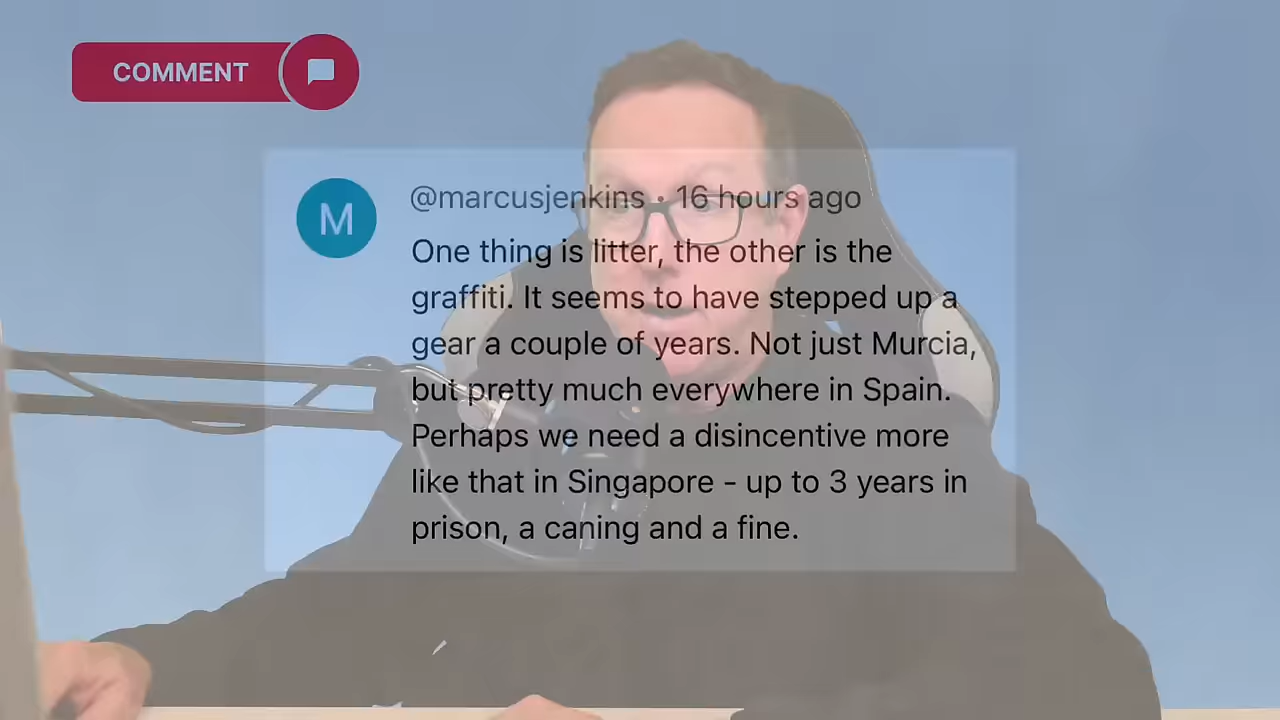 COMMENT
M
@marcusjenkins • 16 hours ago
One thing is litter, the other is the
graffiti. It seems to have stepped up a
gear a couple of years. Not just Murcia,
but pretty much everywhere in Spain.
Perhaps we need a disincentive more
like that in Singapore - up to 3 years in
prison, a caning and a fine.